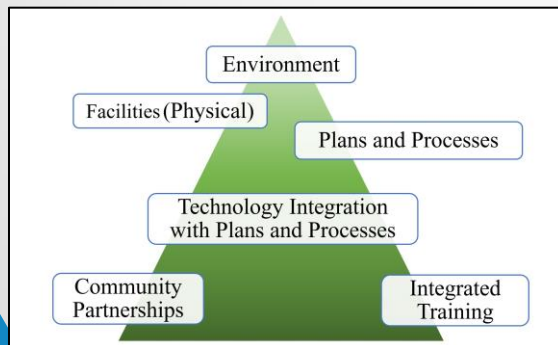 Environment
Facilities (Physical)
Plans and Processes
Technology Integration
with Plans and Processes
Community
Partnerships
Integrated
Training